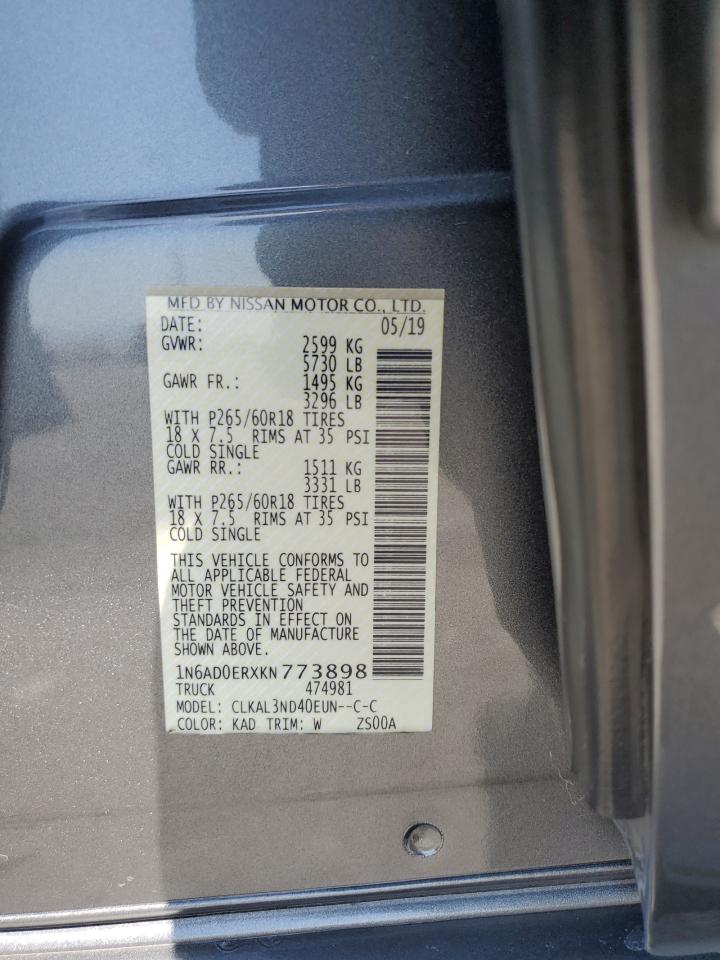 MFD BY NISSAN MOTOR CO., LTD.
DATE: 05/19
GVWR: 2599 KG
5730 LB
GAWR FR.: 1495 KG
3296 LB
WITH P265/60R18 TIRES
18 X 7.5 RIMS AT 35 PSI
COLD SINGLE
GAWR RR.: 1511 KG
3331 LB
WITH P265/60R18 TIRES
18 X 7.5 RIMS AT 35 PSI
COLD SINGLE
THIS VEHICLE CONFORMS TO
ALL APPLICABLE FEDERAL
MOTOR VEHICLE SAFETY AND
THEFT PREVENTION
STANDARDS IN EFFECT ON
THE DATE OF MANUFACTURE
SHOWN ABOVE.
1N6AD0ERXKN773898
TRUCK 474981
MODEL: CLKAL3ND40EUN--C-C
COLOR: KAD TRIM: W ZS00A